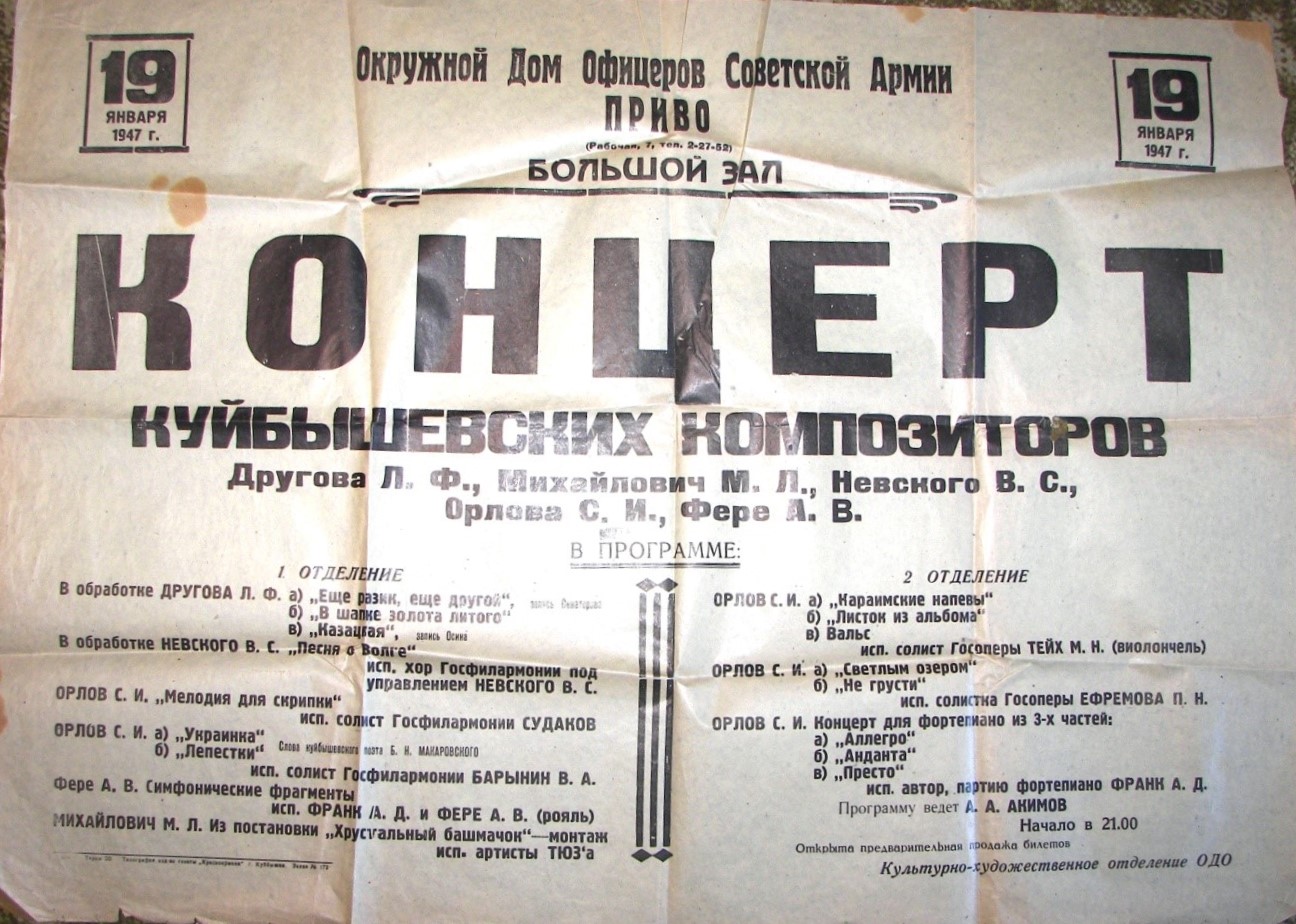 19
ЯНВАРЯ
1947 г.
Окружной Дом Офицеров Советской Армии
ПРИВО
(Рабочая, 7, тел. 2-27-52)
БОЛЬШОЙ ЗАЛ
19
ЯНВАРЯ
1947 г.
КОНЦЕРТ
КУЙБЫШЕВСКИХ КОМПОЗИТОРОВ
Другова Л. Ф., Михайлович М. Л., Невского В. С.,
Орлова С. И., Фере А. В.
В ПРОГРАММЕ:
1 ОТДЕЛЕНИЕ
В обработке ДРУГОВА Л. Ф. а) „Еще разик, еще другой“, запись
б) „В шапке золота литого“
в) „Казацкая“, запись Осина
В обработке НЕВСКОГО В. С. „Песня о Волге“
исп. хор Госфилармонии под
управлением НЕВСКОГО В. С.
ОРЛОВ С. И. „Мелодия для скрипки“
исп. солист Госфилармонии СУДАКОВ
ОРЛОВ С. И. а) „Украинка“
б) „Лепестки“ Слова куйбышевского поэта Б. Н. МАКАРОВСКОГО
исп. солист Госфилармонии БАРЫНИН В. А.
Фере А. В. Симфонические фрагменты
исп. ФРАНК А. Д. и ФЕРЕ А. В. (рояль)
МИХАЙЛОВИЧ М. Л. Из постановки „Хрустальный башмачок“—монтаж
исп. артисты ТЮЗ'а
2 ОТДЕЛЕНИЕ
ОРЛОВ С. И. а) „Караимские напевы“
б) „Листок из альбома“
в) Вальс
исп. солист Госоперы ТЕЙХ М. Н. (виолончель)
ОРЛОВ С. И. а) „Светлым озером“
б) „Не грусти“
исп. солистка Госоперы ЕФРЕМОВА П. Н.
ОРЛОВ С. И. Концерт для фортепиано из 3-х частей:
а) „Аллегро“
б) „Анданта“
в) „Престо“
исп. автор, партию фортепиано ФРАНК А. Д.
Программу ведет А. А. АКИМОВ
Начало в 21.00
Открыта предварительная продажа билетов
Культурно-художественное отделение ОДО